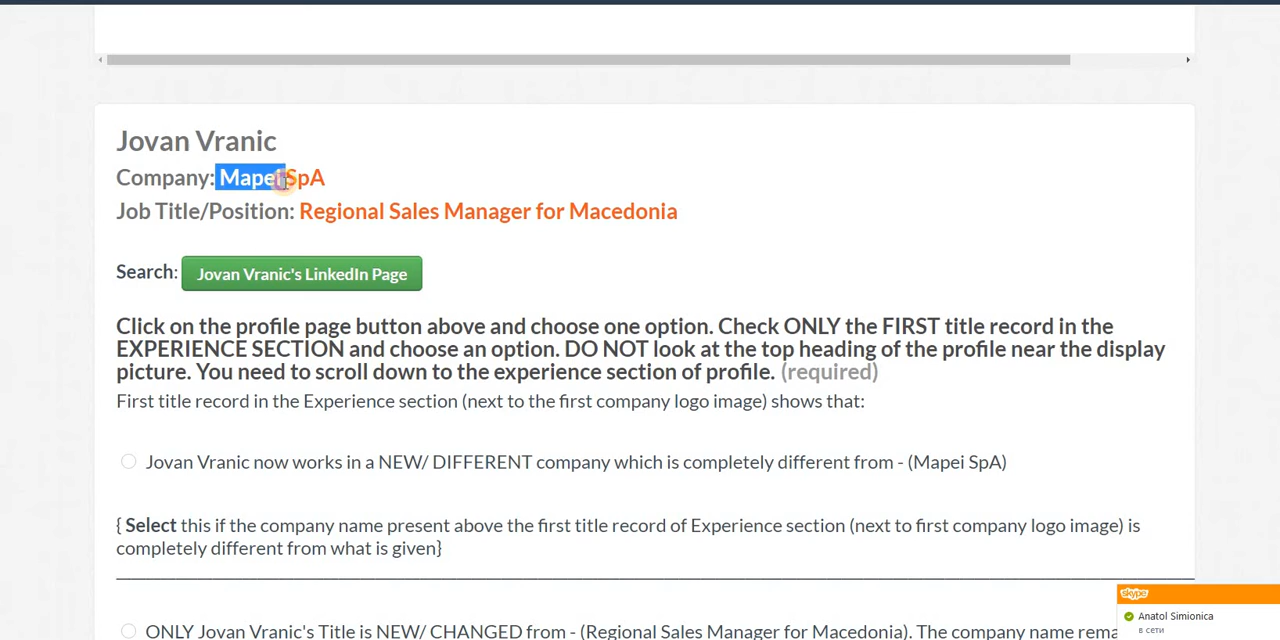 Jovan Vranic
Company: Mapei SpA
Job Title/Position: Regional Sales Manager for Macedonia
Search: Jovan Vranic's LinkedIn Page
Click on the profile page button above and choose one option. Check ONLY the FIRST title record in the
EXPERIENCE SECTION and choose an option. DO NOT look at the top heading of the profile near the display
picture. You need to scroll down to the experience section of profile. (required)
First title record in the Experience section (next to the first company logo image) shows that:
Jovan Vranic now works in a NEW/ DIFFERENT company which is completely different from - (Mapei SpA)
{ Select this if the company name present above the first title record of Experience section (next to first company logo image) is
completely different from what is given}
skype
Anatol Simionica
в сети
ONLY Jovan Vranic's Title is NEW/ CHANGED from - (Regional Sales Manager for Macedonia). The company name rema